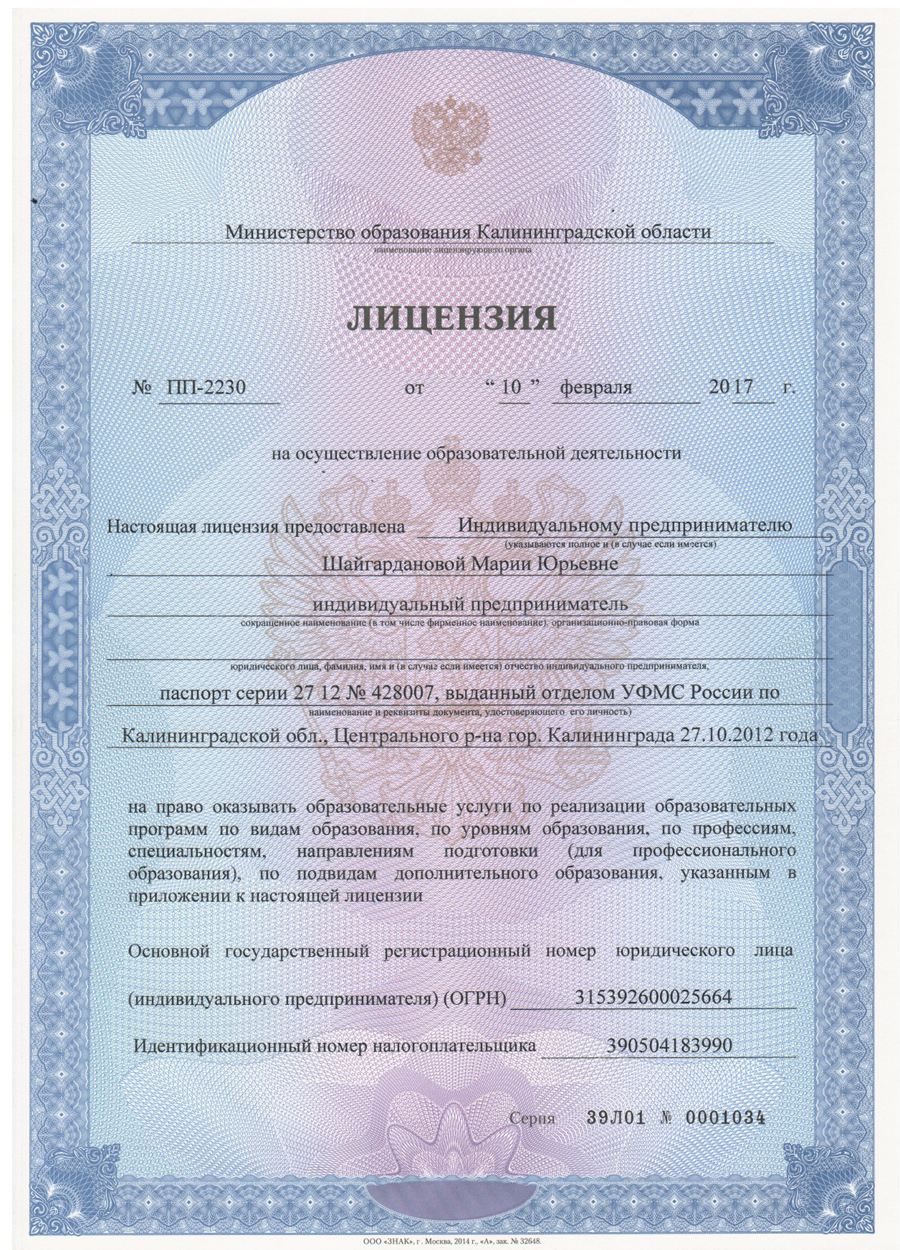 Министерство образования Калининградской области
наименование лицензирующего органа
ЛИЦЕНЗИЯ
№ ПП-2230 от “ 10 ” февраля 2017 г.
на осуществление образовательной деятельности
Настоящая лицензия предоставлена Индивидуальному предпринимателю
(указываются полное и (в случае если имеется)
Шайгардановой Марии Юрьевне
индивидуальный предприниматель
сокращенное наименование (в том числе фирменное наименование), организационно-правовая форма
юридического лица, фамилия, имя и (в случае если имеется) отчество индивидуального предпринимателя,
паспорт серии 27 12 № 428007, выданный отделом УФМС России по
наименование и реквизиты документа, удостоверяющего его личность)
Калининградской обл., Центрального р-на гор. Калининграда 27.10.2012 года
на право оказывать образовательные услуги по реализации образовательных
программ по видам образования, по уровням образования, по профессиям,
специальностям, направлениям подготовки (для профессионального
образования), по подвидам дополнительного образования, указанным в
приложении к настоящей лицензии
Основной государственный регистрационный номер юридического лица
(индивидуального предпринимателя) (ОГРН) 315392600025664
Идентификационный номер налогоплательщика 390504183990
Серия 39Л01 № 0001034
ООО «ЗНАК», г. Москва, 2014 г., «А», зак. № 32648.